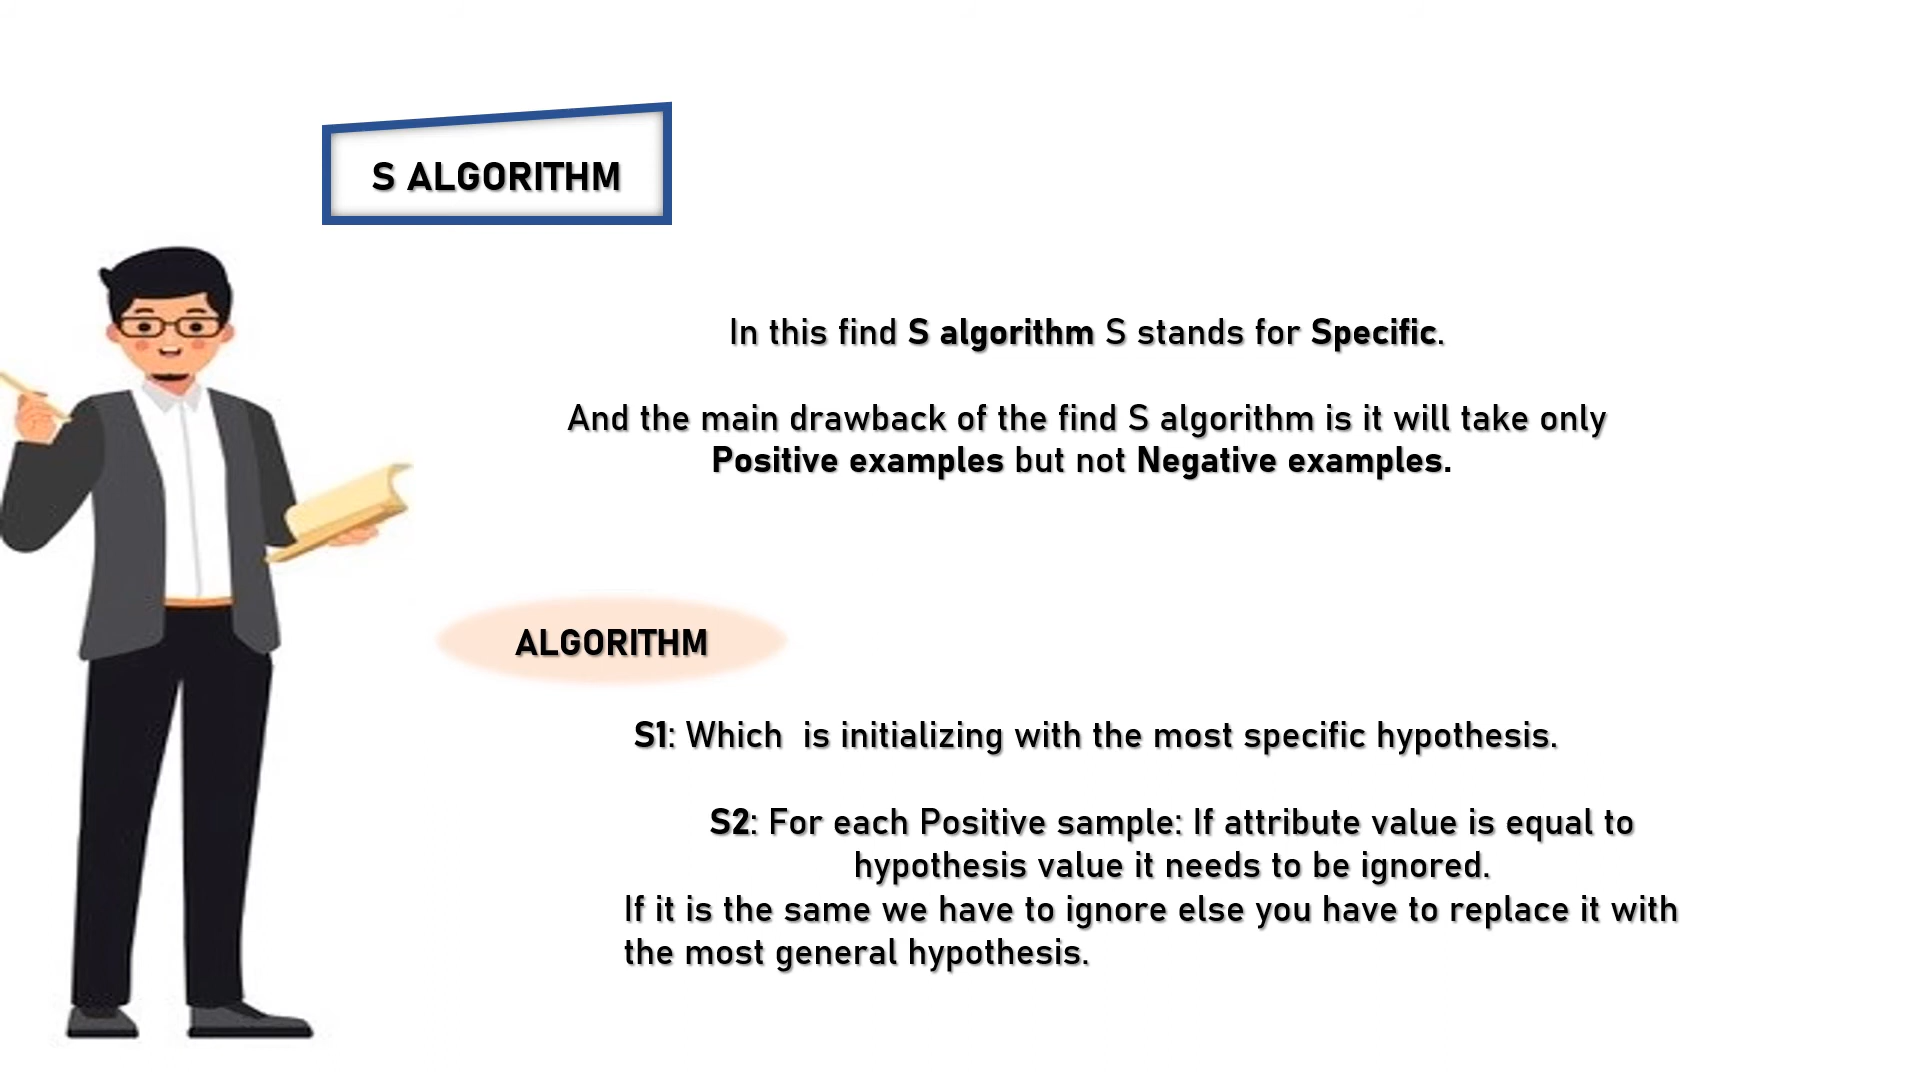 S ALGORITHM
In this find S algorithm S stands for Specific.
And the main drawback of the find S algorithm is it will take only
Positive examples but not Negative examples.
ALGORITHM
S1: Which  is initializing with the most specific hypothesis.
S2: For each Positive sample: If attribute value is equal to
hypothesis value it needs to be ignored.
If it is the same we have to ignore else you have to replace it with
the most general hypothesis.